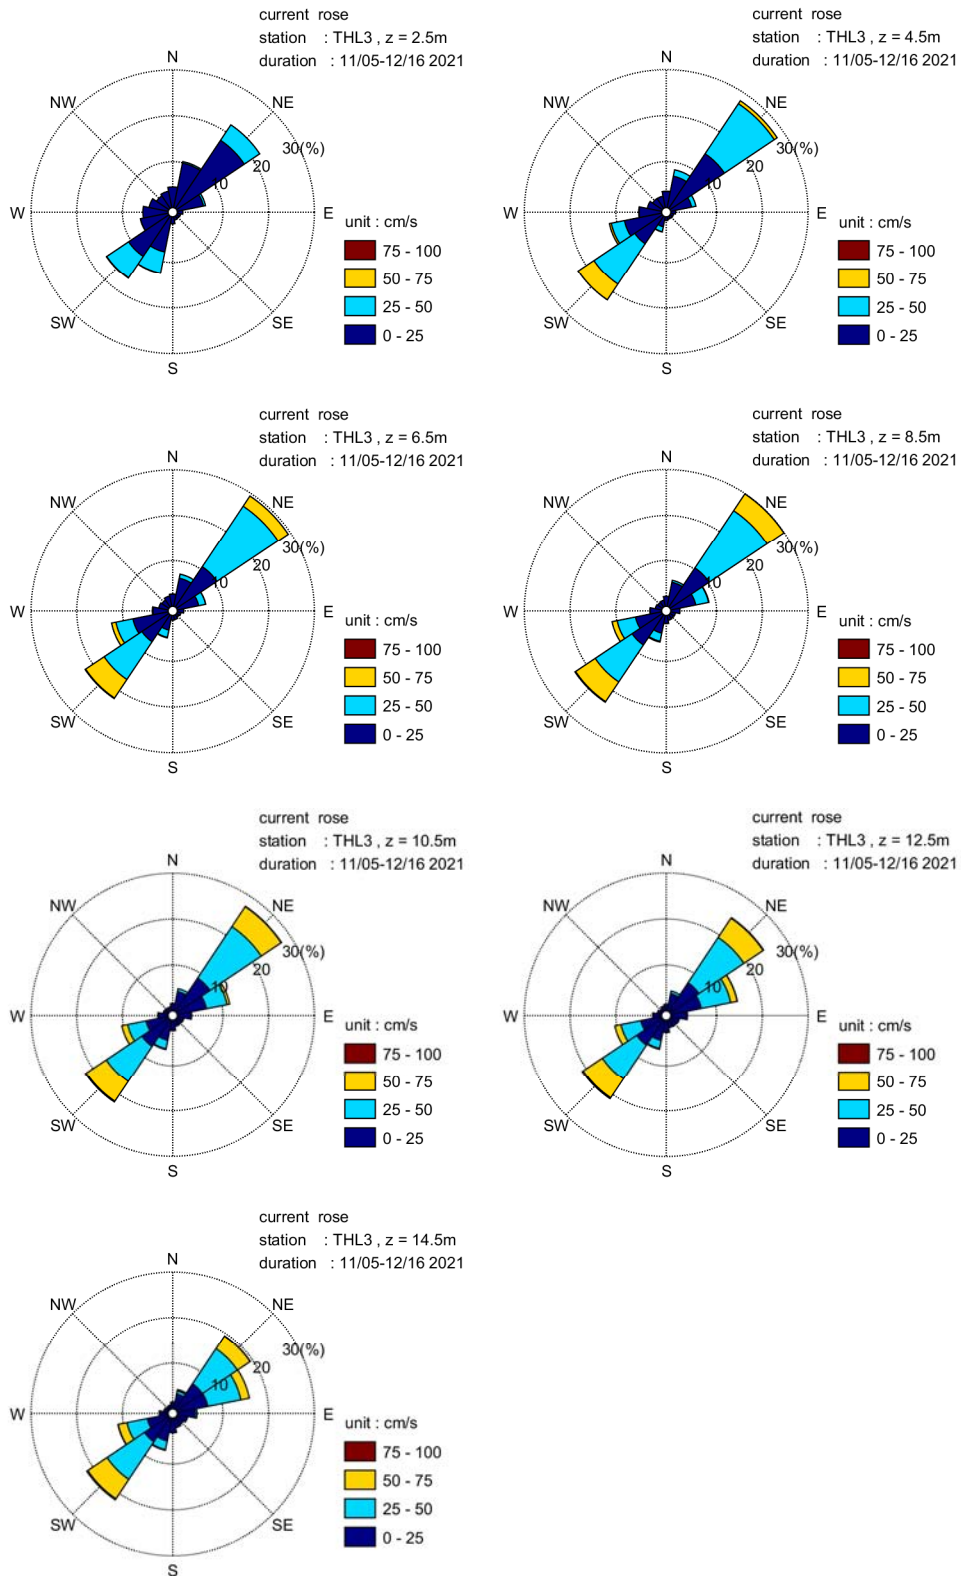 current rose
station : THL3 , z = 2.5m
duration : 11/05-12/16 2021
N
NW
NE
30(%)
20
10
W
E
unit : cm/s
75 - 100
50 - 75
25 - 50
0 - 25
SW
SE
S
current rose
station : THL3 , z = 4.5m
duration : 11/05-12/16 2021
N
NW
NE
30(%)
20
10
W
E
unit : cm/s
75 - 100
50 - 75
25 - 50
0 - 25
SW
SE
S
current rose
station : THL3 , z = 6.5m
duration : 11/05-12/16 2021
N
NW
NE
30(%)
20
10
W
E
unit : cm/s
75 - 100
50 - 75
25 - 50
0 - 25
SW
SE
S
current rose
station : THL3 , z = 8.5m
duration : 11/05-12/16 2021
N
NW
NE
30(%)
20
10
W
E
unit : cm/s
75 - 100
50 - 75
25 - 50
0 - 25
SW
SE
S
current rose
station : THL3 , z = 10.5m
duration : 11/05-12/16 2021
N
NW
NE
30(%)
20
10
W
E
unit : cm/s
75 - 100
50 - 75
25 - 50
0 - 25
SW
SE
S
current rose
station : THL3 , z = 12.5m
duration : 11/05-12/16 2021
N
NW
NE
30(%)
20
10
W
E
unit : cm/s
75 - 100
50 - 75
25 - 50
0 - 25
SW
SE
S
current rose
station : THL3 , z = 14.5m
duration : 11/05-12/16 2021
N
NW
NE
30(%)
20
10
W
E
unit : cm/s
75 - 100
50 - 75
25 - 50
0 - 25
SW
SE
S